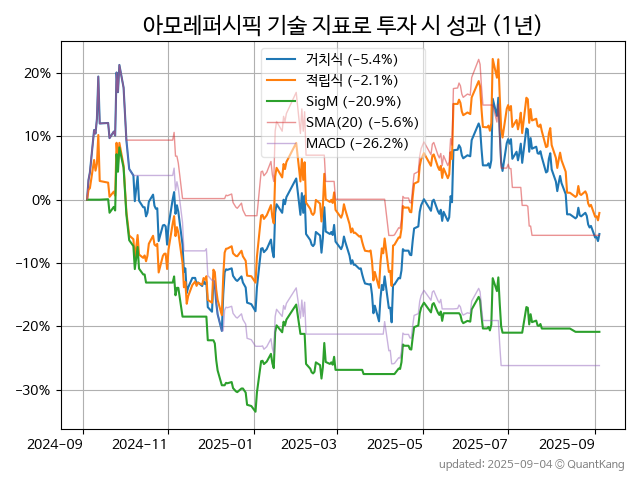 아모레퍼시픽 기술 지표로 투자 시 성과 (1년)
거치식 (−5.4%)
적립식 (−2.1%)
SigM (−20.9%)
SMA(20) (−5.6%)
MACD (−26.2%)
20%
10%
0%
−10%
−20%
−30%
2024-09
2024-11
2025-01
2025-03
2025-05
2025-07
2025-09
updated: 2025-09-04 © QuantKang